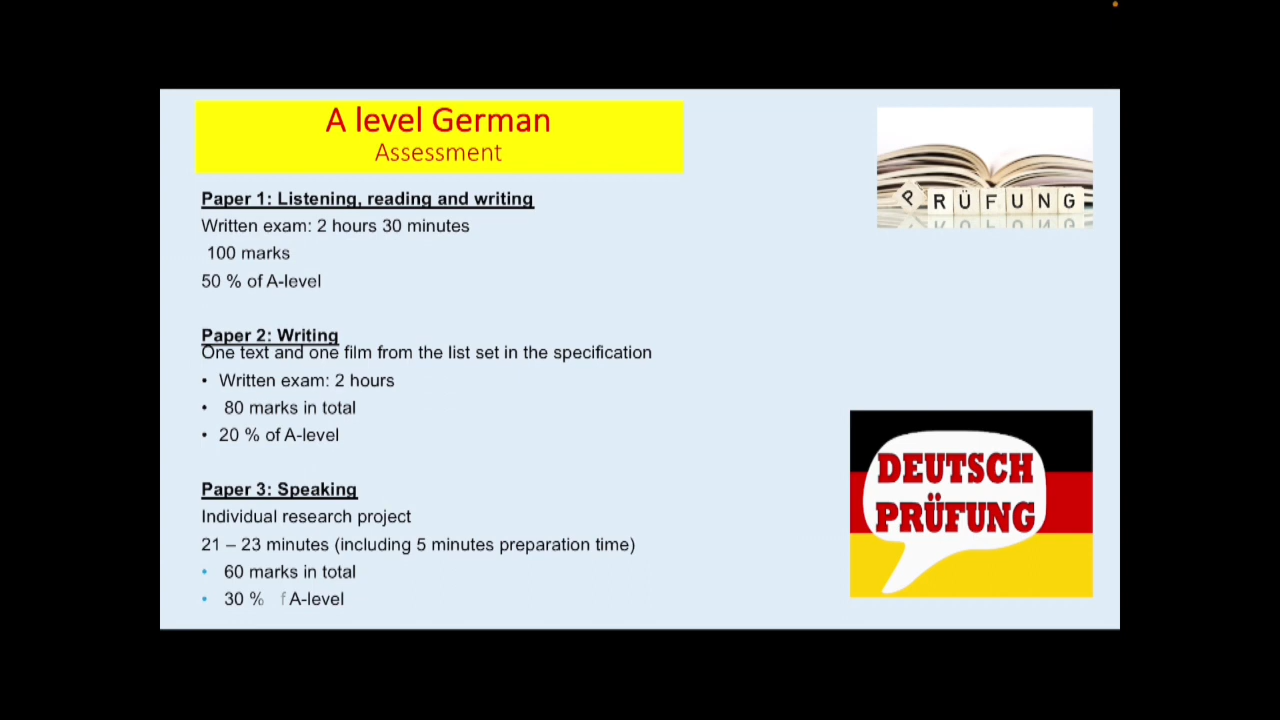 A level German
Assessment
Paper 1: Listening, reading and writing
Written exam: 2 hours 30 minutes
100 marks
50 % of A-level
Paper 2: Writing
One text and one film from the list set in the specification
• Written exam: 2 hours
• 80 marks in total
• 20 % of A-level
Paper 3: Speaking
Individual research project
21 – 23 minutes (including 5 minutes preparation time)
• 60 marks in total
• 30 % f A-level
PRÜFUNG
DEUTSCH
PRÜFUNG